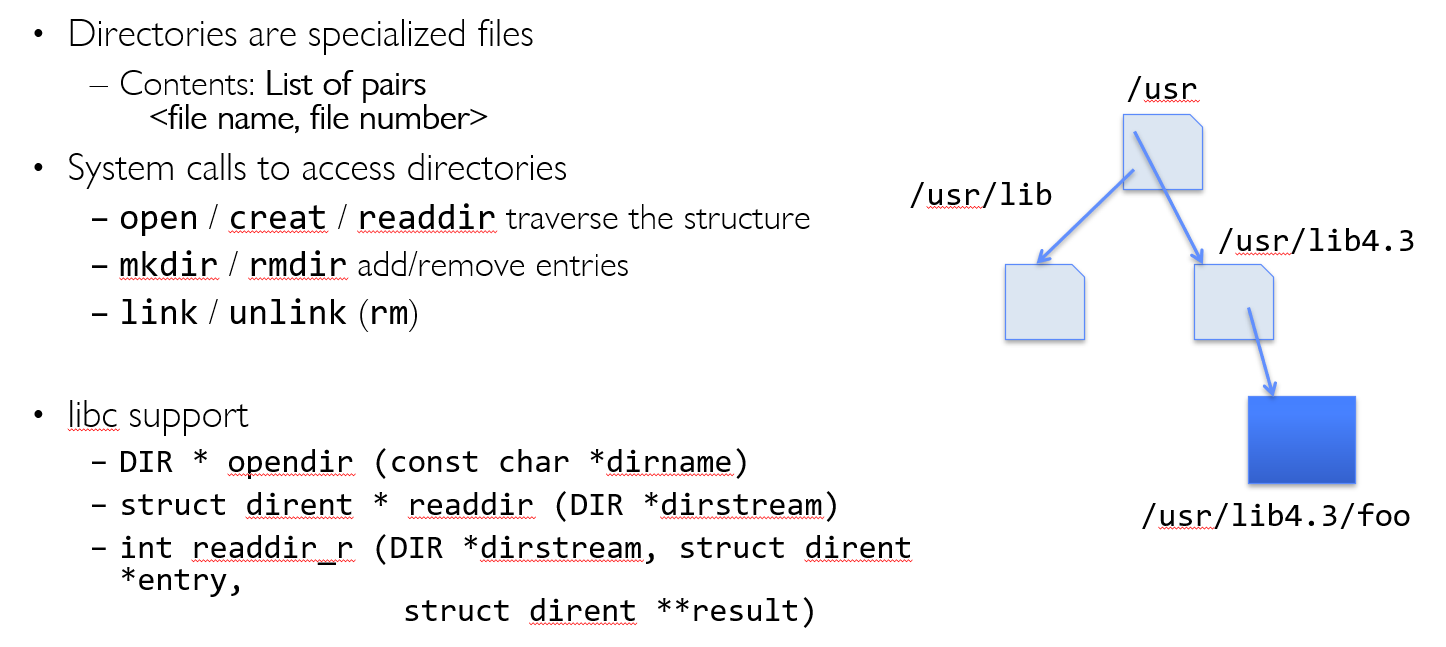 • Directories are specialized files
– Contents: List of pairs
<file name, file number>
• System calls to access directories
– open / creat / readdir traverse the structure
– mkdir / rmdir add/remove entries
– link / unlink (rm)
• libc support
– DIR * opendir (const char *dirname)
– struct dirent * readdir (DIR *dirstream)
– int readdir_r (DIR *dirstream, struct dirent
*entry,
struct dirent **result)
/usr
/usr/lib
/usr/lib4.3
/usr/lib4.3/foo